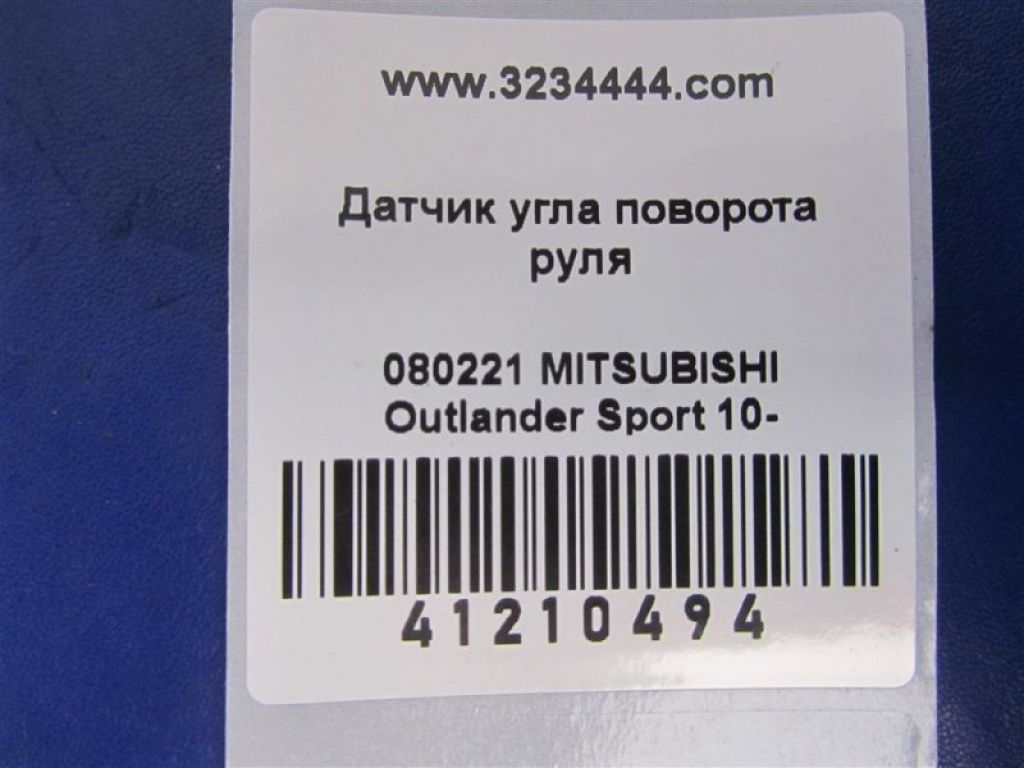 www.3234444.com
Датчик угла поворота
руля
080221 MITSUBISHI
Outlander Sport 10-
41210494